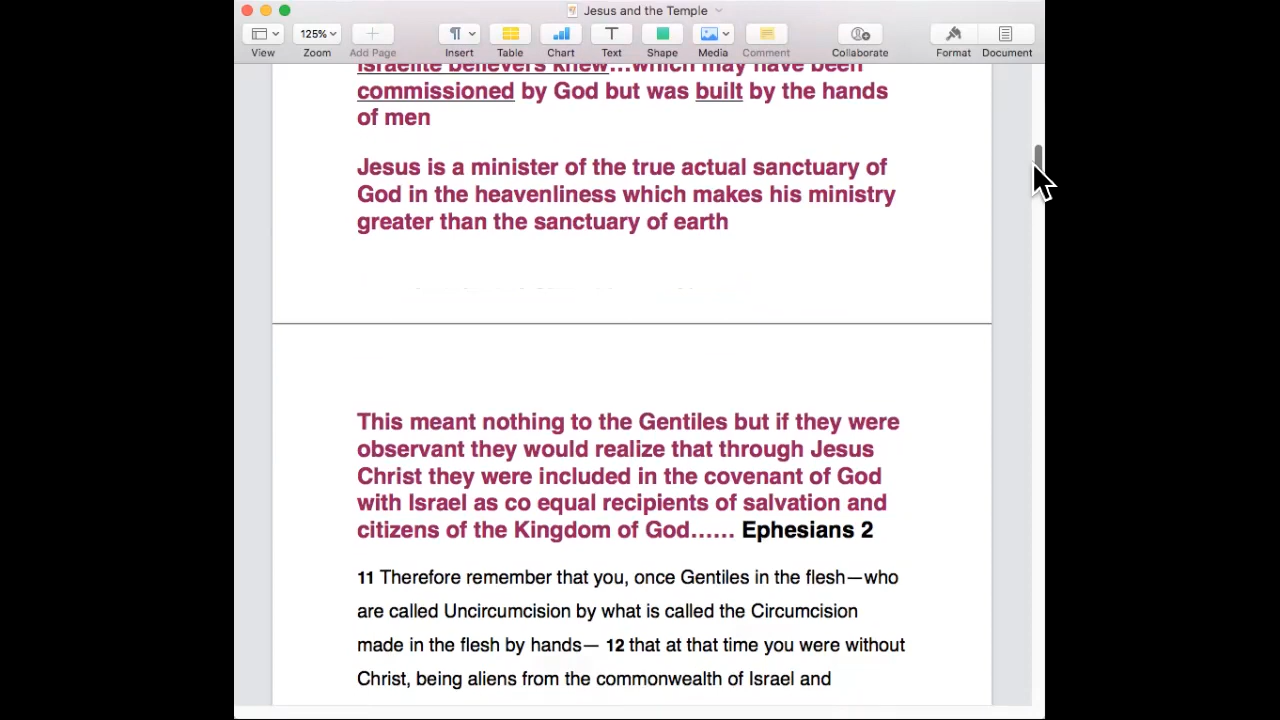 Jesus and the Temple
125%
View
Zoom
Add Page
Insert
Table
Chart
Text
Shape
Media
Comment
Collaborate
Format
Document
Israelite believers knew...which may have been
commissioned by God but was built by the hands
of men
Jesus is a minister of the true actual sanctuary of
God in the heavenliness which makes his ministry
greater than the sanctuary of earth
This meant nothing to the Gentiles but if they were
observant they would realize that through Jesus
Christ they were included in the covenant of God
with Israel as co equal recipients of salvation and
citizens of the Kingdom of God...... Ephesians 2
11 Therefore remember that you, once Gentiles in the flesh—who
are called Uncircumcision by what is called the Circumcision
made in the flesh by hands— 12 that at that time you were without
Christ, being aliens from the commonwealth of Israel and